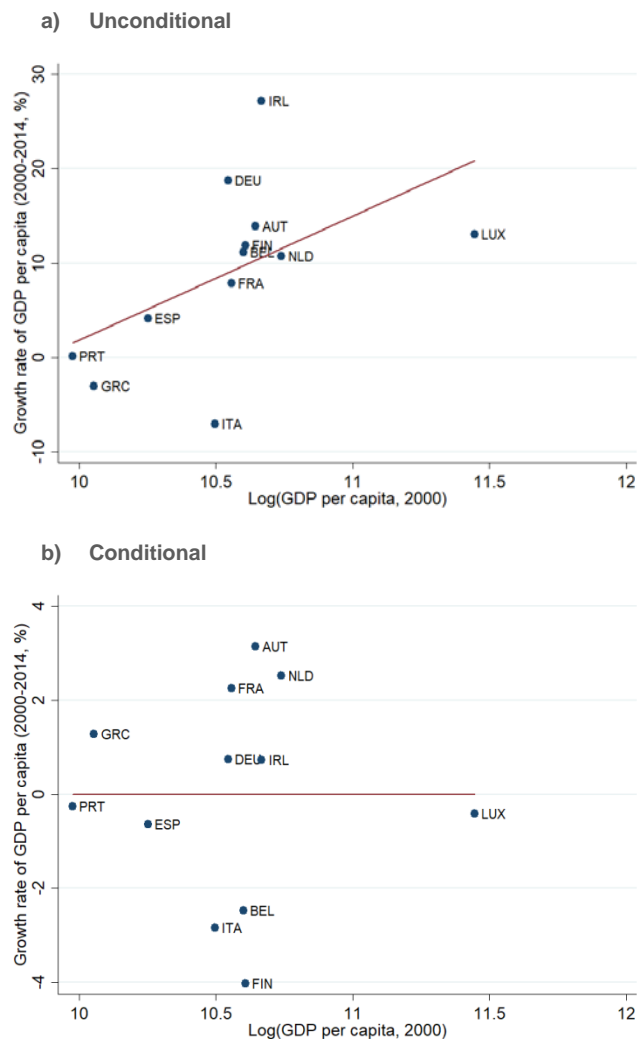 a) Unconditional
Growth rate of GDP per capita (2000-2014, %)
30
20
10
0
-10
IRL
DEU
AUT
FIN
BEL
NLD
LUX
FRA
ESP
PRT
GRC
ITA
10
10.5
11
11.5
12
Log(GDP per capita, 2000)
b) Conditional
Growth rate of GDP per capita (2000-2014, %)
4
2
0
-2
-4
AUT
NLD
FRA
GRC
DEU
IRL
PRT
LUX
ESP
BEL
ITA
FIN
10
10.5
11
11.5
12
Log(GDP per capita, 2000)